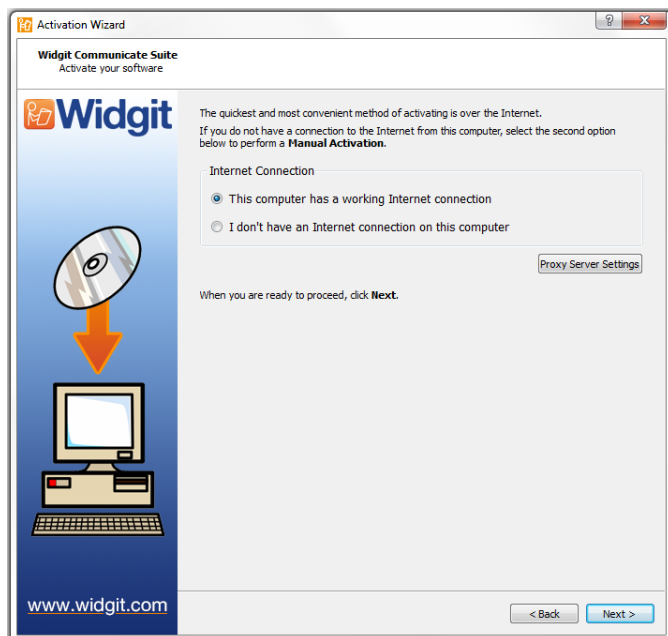 Activation Wizard
Widgit Communicate Suite
Activate your software
Widgit
The quickest and most convenient method of activating is over the Internet.
If you do not have a connection to the Internet from this computer, select the second option
below to perform a Manual Activation.
Internet Connection
This computer has a working Internet connection
I don't have an Internet connection on this computer
Proxy Server Settings
When you are ready to proceed, click Next.
www.widgit.com
< Back
Next >